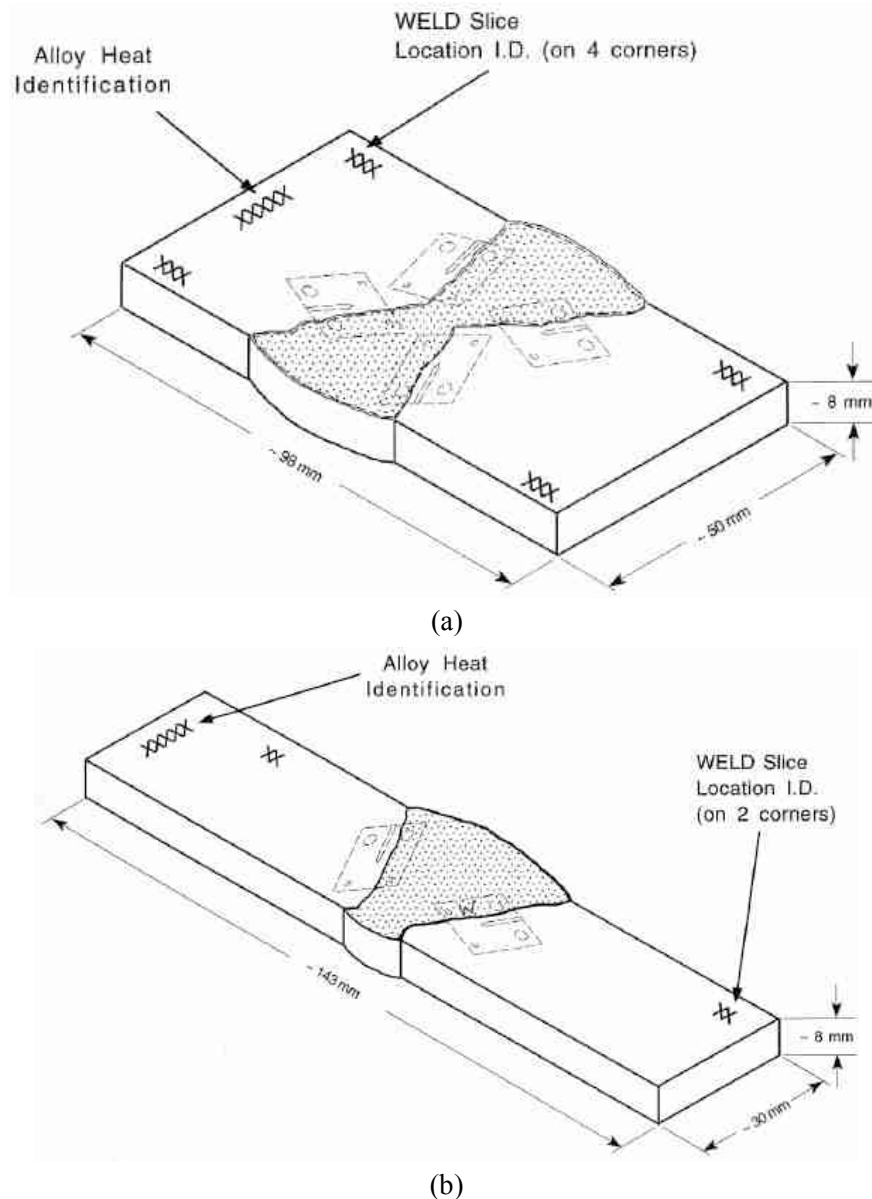 WELD Slice
Location I.D. (on 4 corners)
Alloy Heat
Identification
XXX
XXXXX
XXX
XXX
XXX
~ 8 mm
~ 98 mm
~ 50 mm
(a)
Alloy Heat
Identification
XXXXX
XX
WELD Slice
Location I.D.
(on 2 corners)
W
XX
~ 143 mm
~ 8 mm
~ 30 mm
(b)